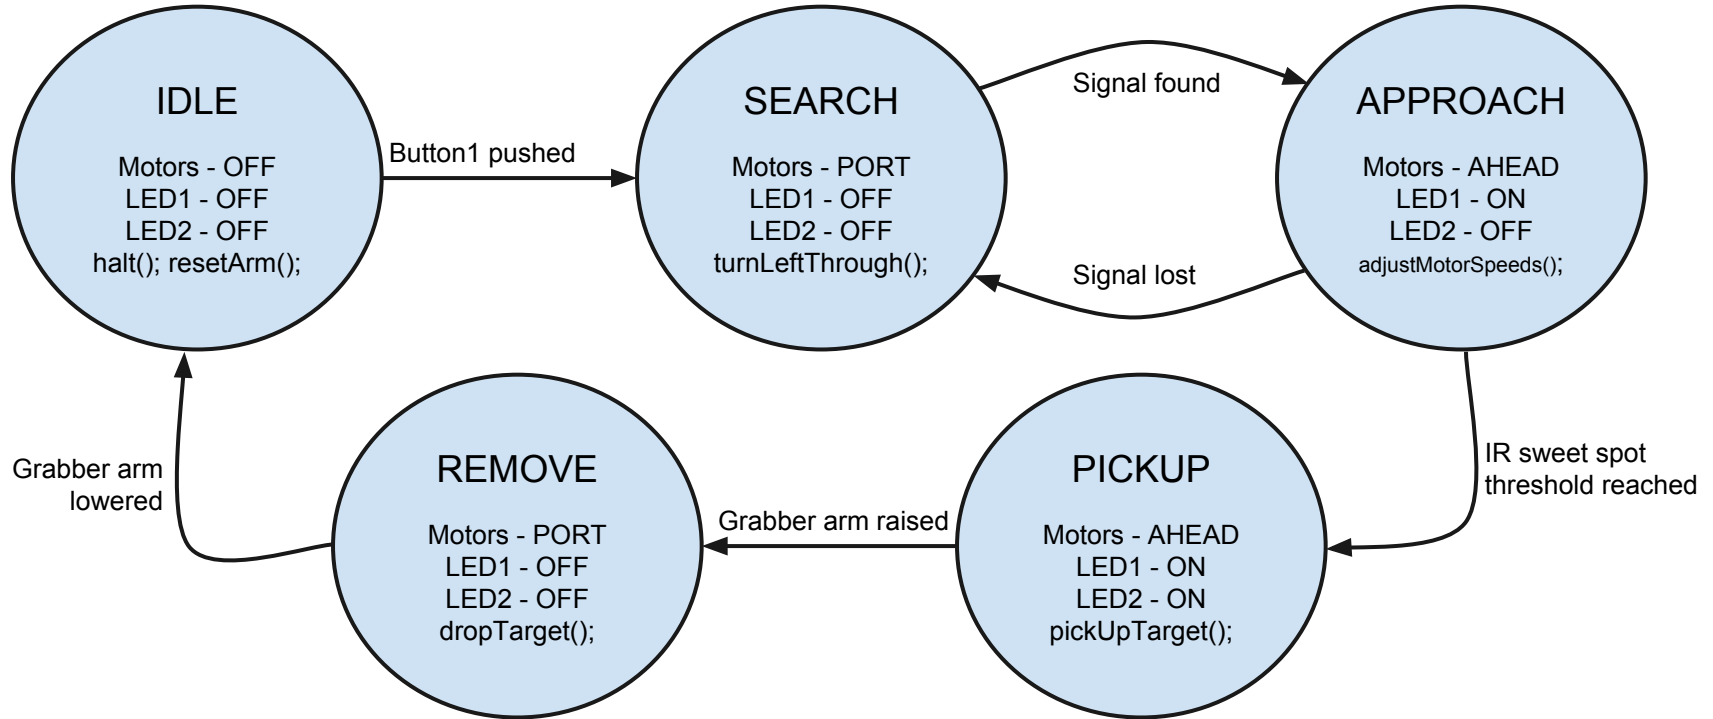 IDLE
Motors - OFF
LED1 - OFF
LED2 - OFF
halt(); resetArm();
Button1 pushed
SEARCH
Motors - PORT
LED1 - OFF
LED2 - OFF
turnLeftThrough();
Signal found
Signal lost
APPROACH
Motors - AHEAD
LED1 - ON
LED2 - OFF
adjustMotorSpeeds();
IR sweet spot
threshold reached
PICKUP
Motors - AHEAD
LED1 - ON
LED2 - ON
pickUpTarget();
Grabber arm raised
REMOVE
Motors - PORT
LED1 - OFF
LED2 - OFF
dropTarget();
Grabber arm
lowered